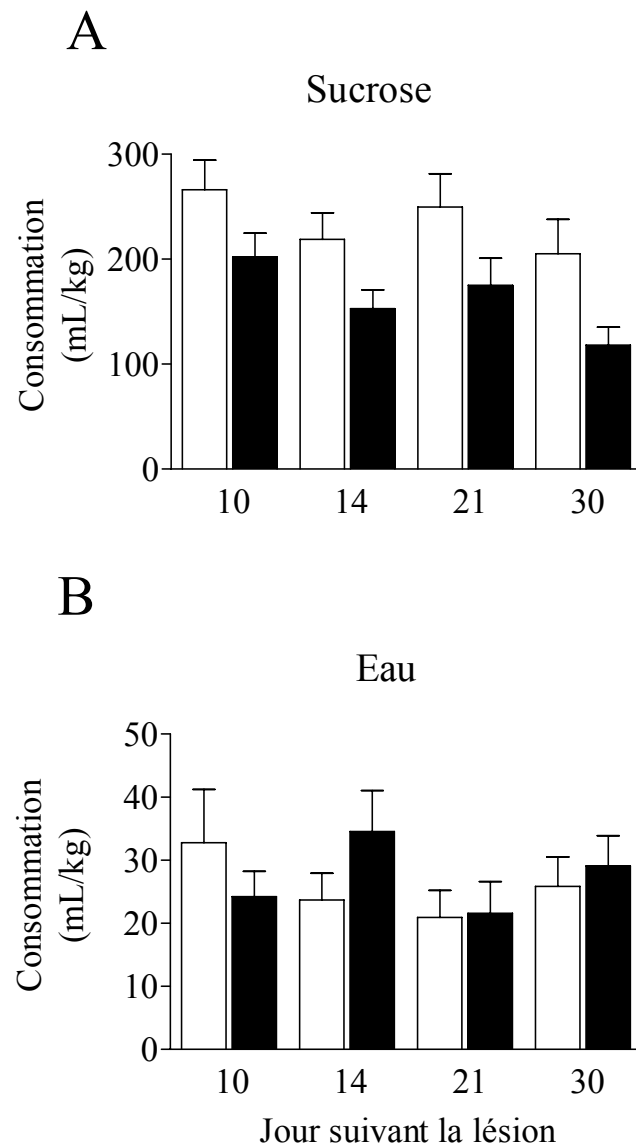 A
Sucrose
Consommation
(mL/kg)
300
200
100
0
10 14 21 30
B
Eau
Consommation
(mL/kg)
50
40
30
20
10
0
10 14 21 30
Jour suivant la lésion